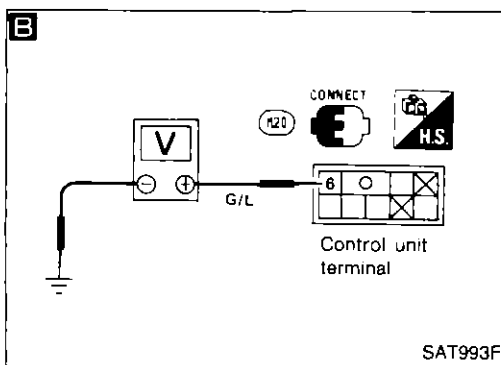 B
CONNECT
M20
H.S.
V
G/L
6
Control unit
terminal
SAT993F